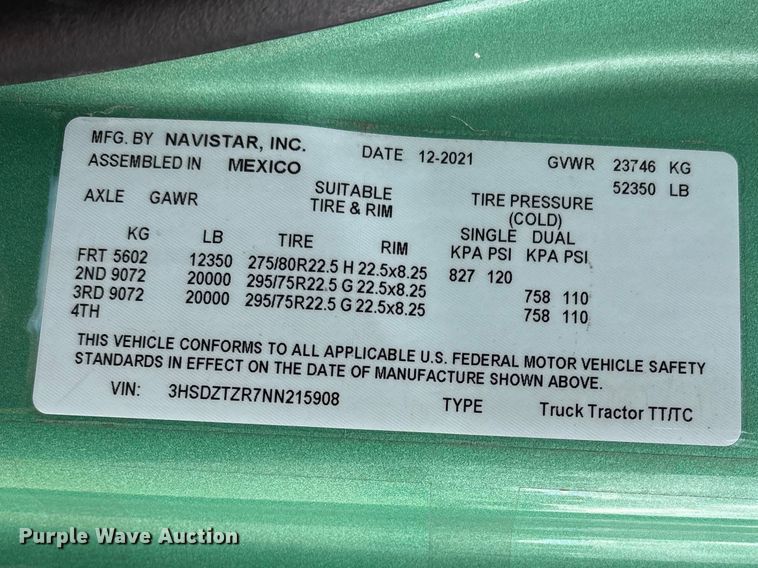 MFG. BY NAVISTAR, INC. DATE 12-2021 GVWR 23746 KG
ASSEMBLED IN MEXICO 52350 LB
AXLE GAWR SUITABLE TIRE PRESSURE
TIRE & RIM (COLD)
SINGLE DUAL
KG LB TIRE RIM KPA PSI KPA PSI
FRT 5602 12350 275/80R22.5 H 22.5x8.25 827 120
2ND 9072 20000 295/75R22.5 G 22.5x8.25 758 110
3RD 9072 20000 295/75R22.5 G 22.5x8.25 758 110
4TH
THIS VEHICLE CONFORMS TO ALL APPLICABLE U.S. FEDERAL MOTOR VEHICLE SAFETY
STANDARDS IN EFFECT ON THE DATE OF MANUFACTURE SHOWN ABOVE.
VIN: 3HSDZTZR7NN215908 TYPE Truck Tractor TT/TC
Purple Wave Auction